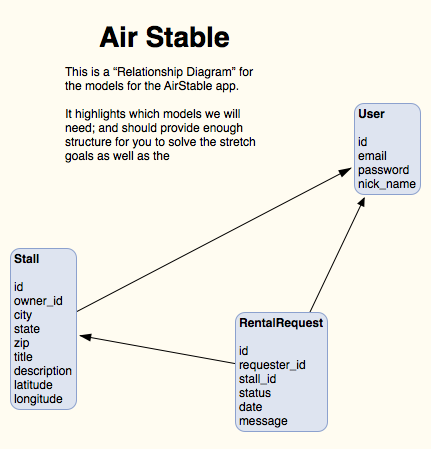 Air Stable
This is a “Relationship Diagram” for
the models for the AirStable app.
It highlights which models we will
need; and should provide enough
structure for you to solve the stretch
goals as well as the
User
id
email
password
nick_name
Stall
id
owner_id
city
state
zip
title
description
latitude
longitude
RentalRequest
id
requester_id
stall_id
status
date
message